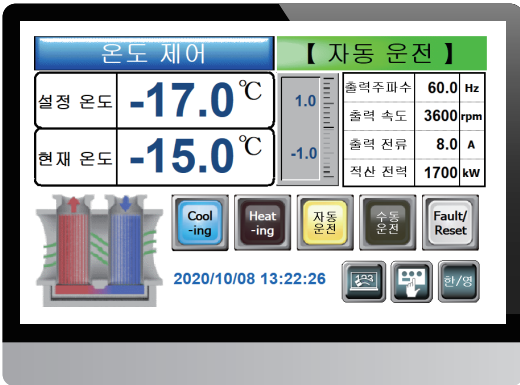 온도 제어
【 자동 운전 】
설정 온도 -17.0 ℃
현재 온도 -15.0 ℃
1.0
-1.0
출력주파수 60.0 Hz
출력 속도 3600 rpm
출력 전류 8.0 A
적산 전력 1700 kW
Cool
-ing
Heat
-ing
자동
운전
수동
운전
Fault/
Reset
2020/10/08 13:22:26
123
한/영